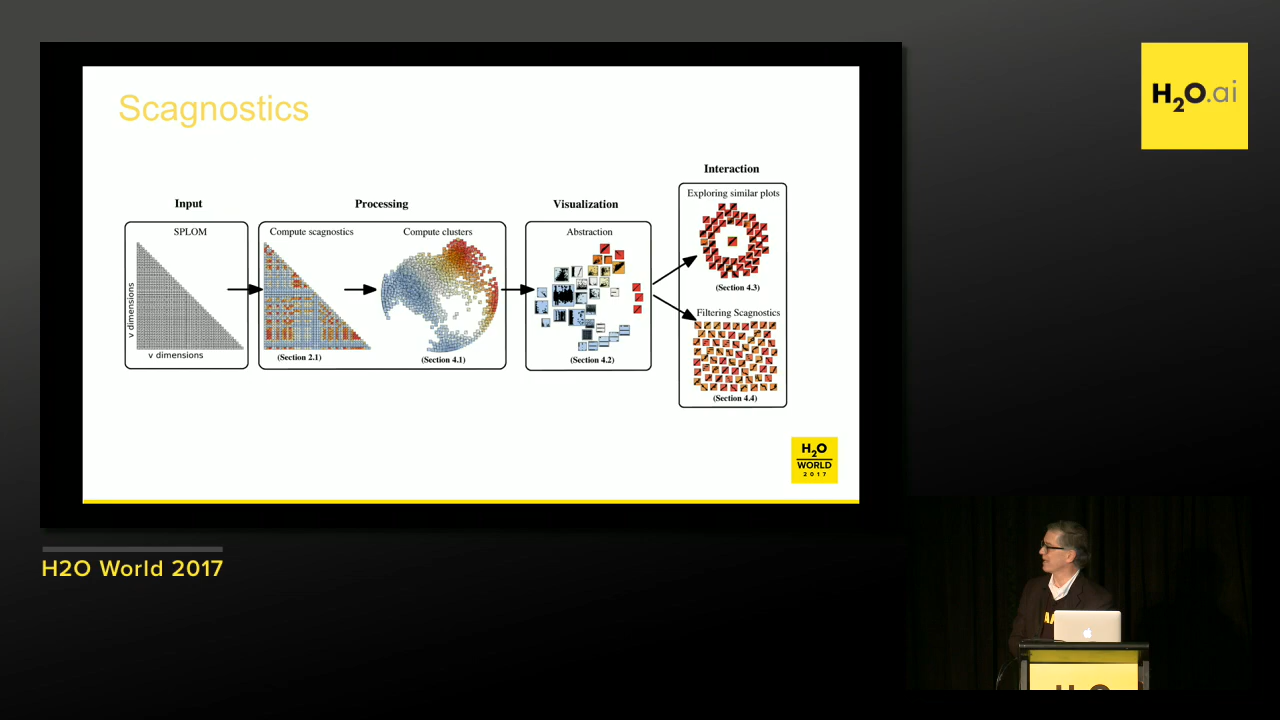 Scagnostics
Input
Processing
Visualization
Interaction
SPLOM
v dimensions
v dimensions
Compute scagnostics
Compute clusters
(Section 2.1)
(Section 4.1)
Abstraction
(Section 4.2)
Exploring similar plots
(Section 4.3)
Filtering Scagnostics
(Section 4.4)
H2O
WORLD
2017
H2O.ai
H2O World 2017